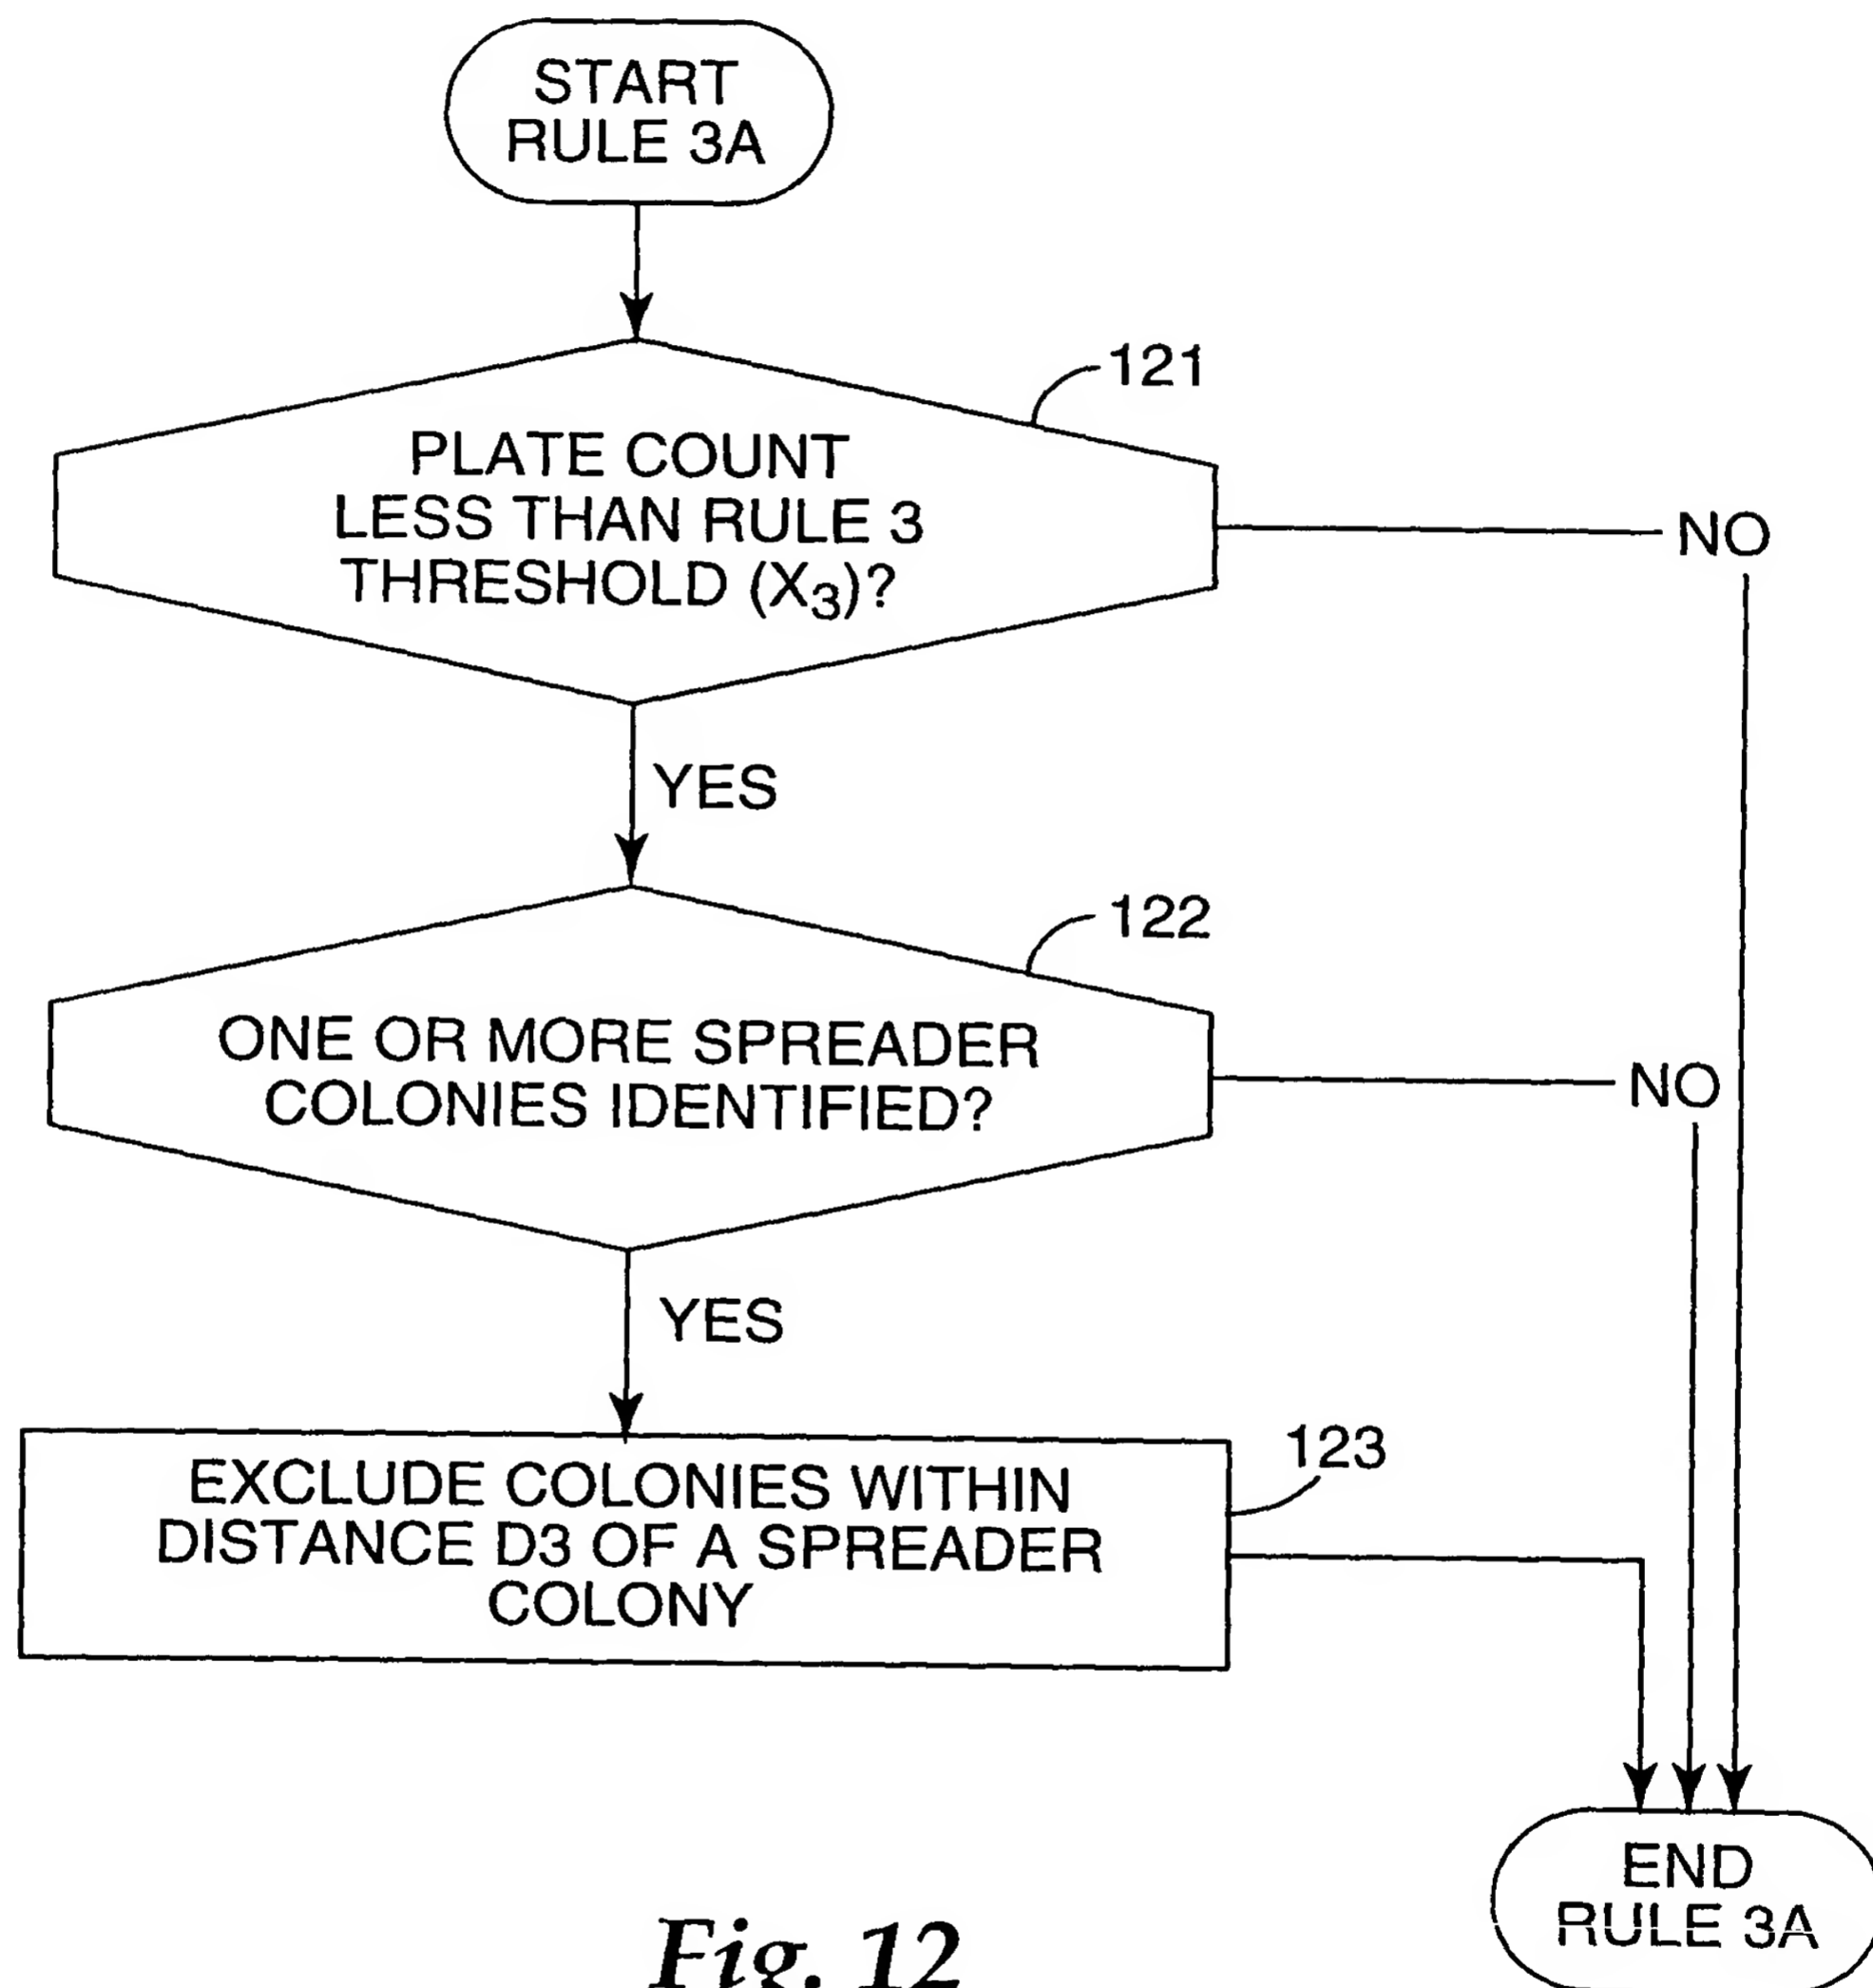 START
RULE 3A
121
PLATE COUNT
LESS THAN RULE 3
THRESHOLD (X₃)?
NO
YES
122
ONE OR MORE SPREADER
COLONIES IDENTIFIED?
NO
YES
123
EXCLUDE COLONIES WITHIN
DISTANCE D3 OF A SPREADER
COLONY
END
RULE 3A
Fig. 12